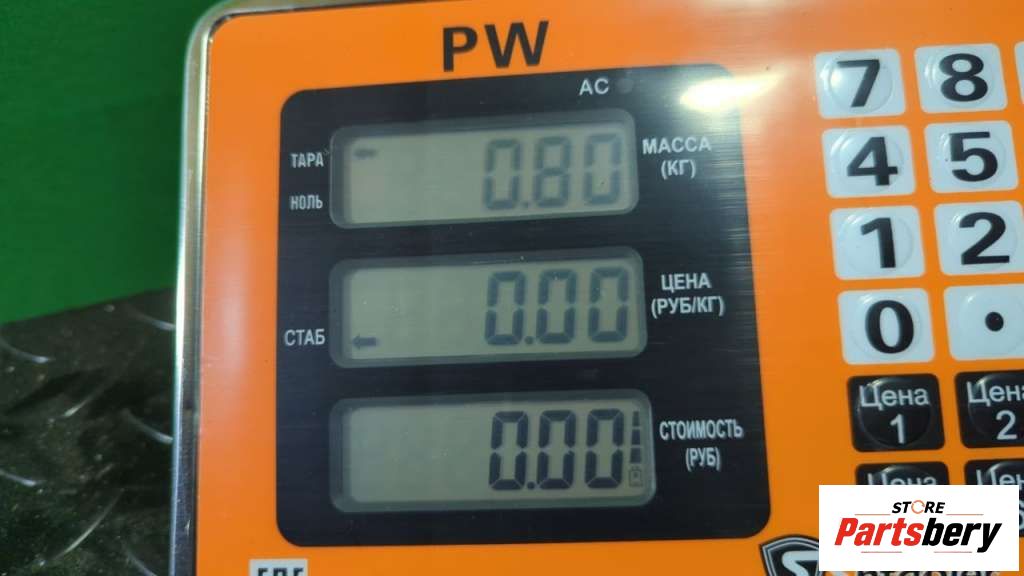 PW
AC
ТАРА
НОЛЬ
0.80
МАССА
(КГ)
СТАБ
0.00
ЦЕНА
(РУБ/КГ)
0.00
СТОИМОСТЬ
(РУБ)
7 8
4 5
1 2
0 •
Цена
1
Цена
2
Цена
STORE
Partsbery